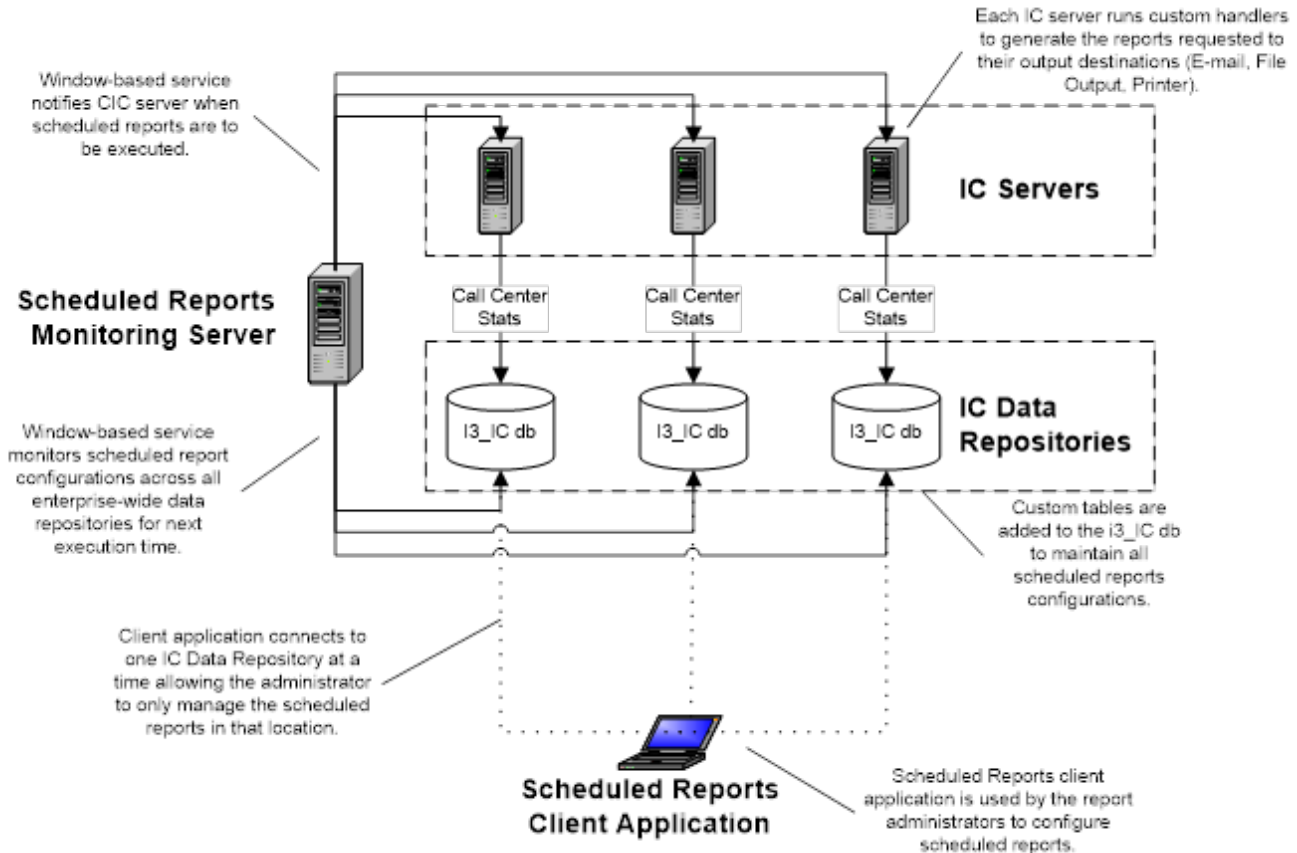 Each IC server runs custom handlers
to generate the reports requested to
their output destinations (E-mail, File
Output, Printer).
Window-based service
notifies CIC server when
scheduled reports are to
be executed.
IC Servers
Scheduled Reports
Monitoring Server
Call Center
Stats
Call Center
Stats
Call Center
Stats
I3_IC db
I3_IC db
I3_IC db
IC Data
Repositories
Window-based service
monitors scheduled report
configurations across all
enterprise-wide data
repositories for next
execution time.
Custom tables are
added to the i3_IC db
to maintain all
scheduled reports
configurations.
Client application connects to
one IC Data Repository at a
time allowing the administrator
to only manage the scheduled
reports in that location.
Scheduled Reports
Client Application
Scheduled Reports client
application is used by the report
administrators to configure
scheduled reports.